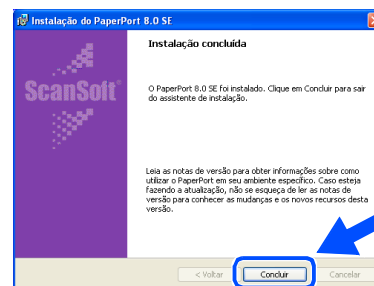 Instalação do PaperPort 8.0 SE
Instalação concluída
ScanSoft
O PaperPort 8.0 SE foi instalado. Clique em Concluir para sair
do assistente de instalação.
Leia as notas de versão para obter informações sobre como
utilizar o PaperPort em seu ambiente específico. Caso esteja
fazendo a atualização, não se esqueça de ler as notas de
versão para conhecer as mudanças e os novos recursos desta
versão.
< Voltar
Concluir
Cancelar